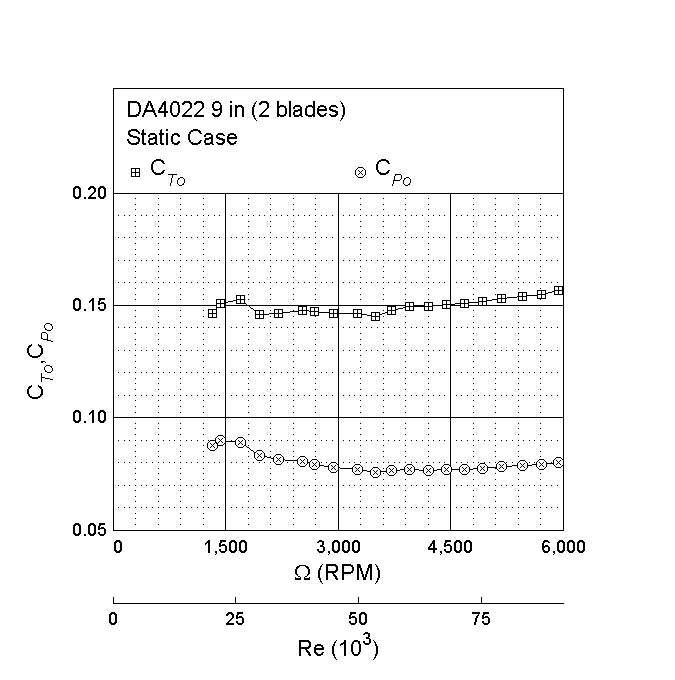 DA4022 9 in (2 blades)
Static Case
C_To C_Po
0.20
0.15
0.10
0.05
C_To,C_Po
0 1,500 3,000 4,500 6,000
Ω (RPM)
0 25 50 75
Re (10³)